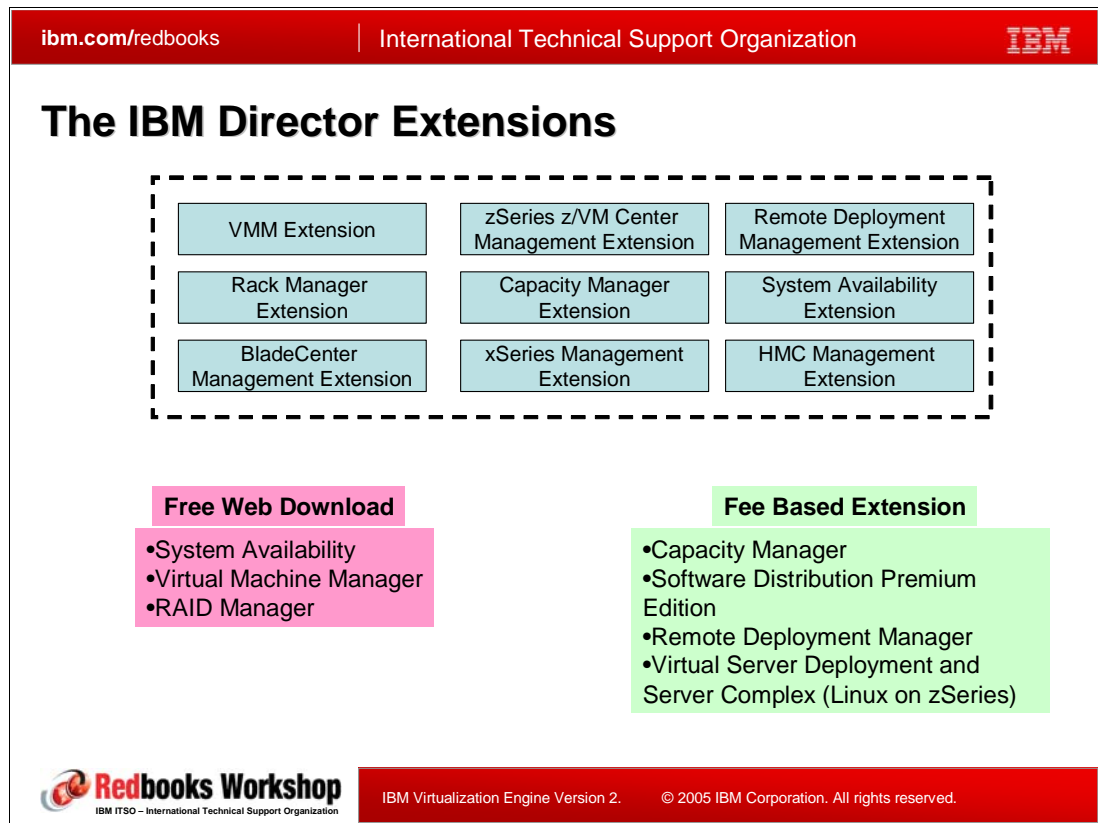 ibm.com/redbooks
International Technical Support Organization
IBM
The IBM Director Extensions
VMM Extension
zSeries z/VM Center
Management Extension
Remote Deployment
Management Extension
Rack Manager
Extension
Capacity Manager
Extension
System Availability
Extension
BladeCenter
Management Extension
xSeries Management
Extension
HMC Management
Extension
Free Web Download
•System Availability
•Virtual Machine Manager
•RAID Manager
Fee Based Extension
•Capacity Manager
•Software Distribution Premium
Edition
•Remote Deployment Manager
•Virtual Server Deployment and
Server Complex (Linux on zSeries)
Redbooks Workshop
IBM ITSO – International Technical Support Organization
IBM Virtualization Engine Version 2.
© 2005 IBM Corporation. All rights reserved.